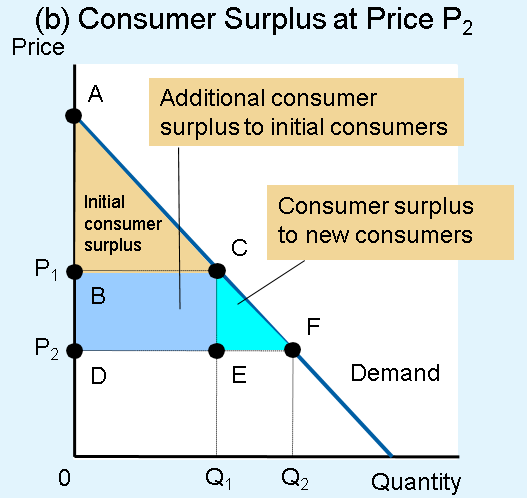 (b) Consumer Surplus at Price P₂
Price
A
Additional consumer
surplus to initial consumers
Initial
consumer
surplus
Consumer surplus
to new consumers
C
P₁
B
F
P₂
D
E
Demand
0
Q₁
Q₂
Quantity